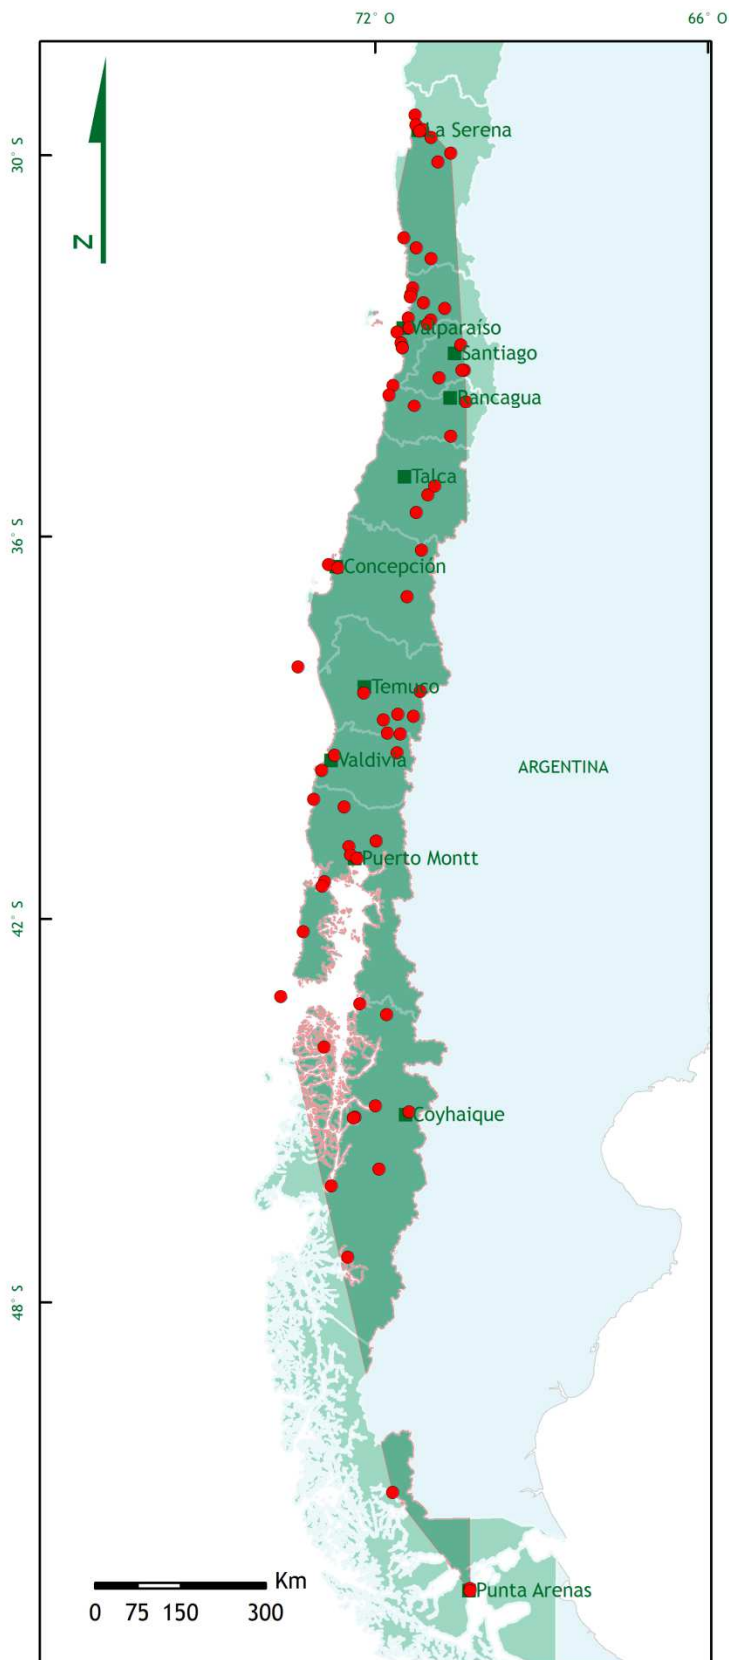 72° O
66° O
30° S
N
La Serena
Valparaíso
Santiago
Rancagua
Talca
36° S
Concepción
Temuco
Valdivia
ARGENTINA
Puerto Montt
42° S
Coyhaique
48° S
Punta Arenas
Km
0 75 150 300